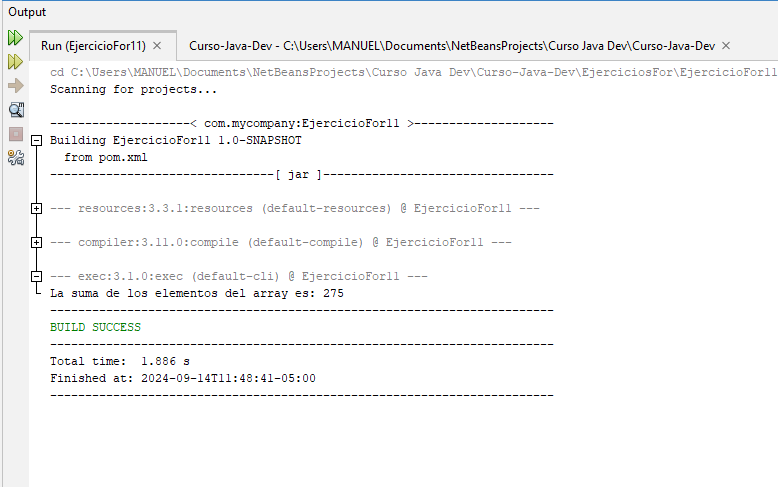 Output
Run (EjercicioFor11) ×
Curso-Java-Dev - C:\Users\MANUEL\Documents\NetBeansProjects\Curso Java Dev\Curso-Java-Dev ×
cd C:\Users\MANUEL\Documents\NetBeansProjects\Curso Java Dev\Curso-Java-Dev\EjerciciosFor\EjercicioFor11
Scanning for projects...
--------------------< com.mycompany:EjercicioFor11 >--------------------
Building EjercicioFor11 1.0-SNAPSHOT
  from pom.xml
--------------------------------[ jar ]---------------------------------
--- resources:3.3.1:resources (default-resources) @ EjercicioFor11 ---
--- compiler:3.11.0:compile (default-compile) @ EjercicioFor11 ---
--- exec:3.1.0:exec (default-cli) @ EjercicioFor11 ---
La suma de los elementos del array es: 275
------------------------------------------------------------------------
BUILD SUCCESS
------------------------------------------------------------------------
Total time:  1.886 s
Finished at: 2024-09-14T11:48:41-05:00
------------------------------------------------------------------------